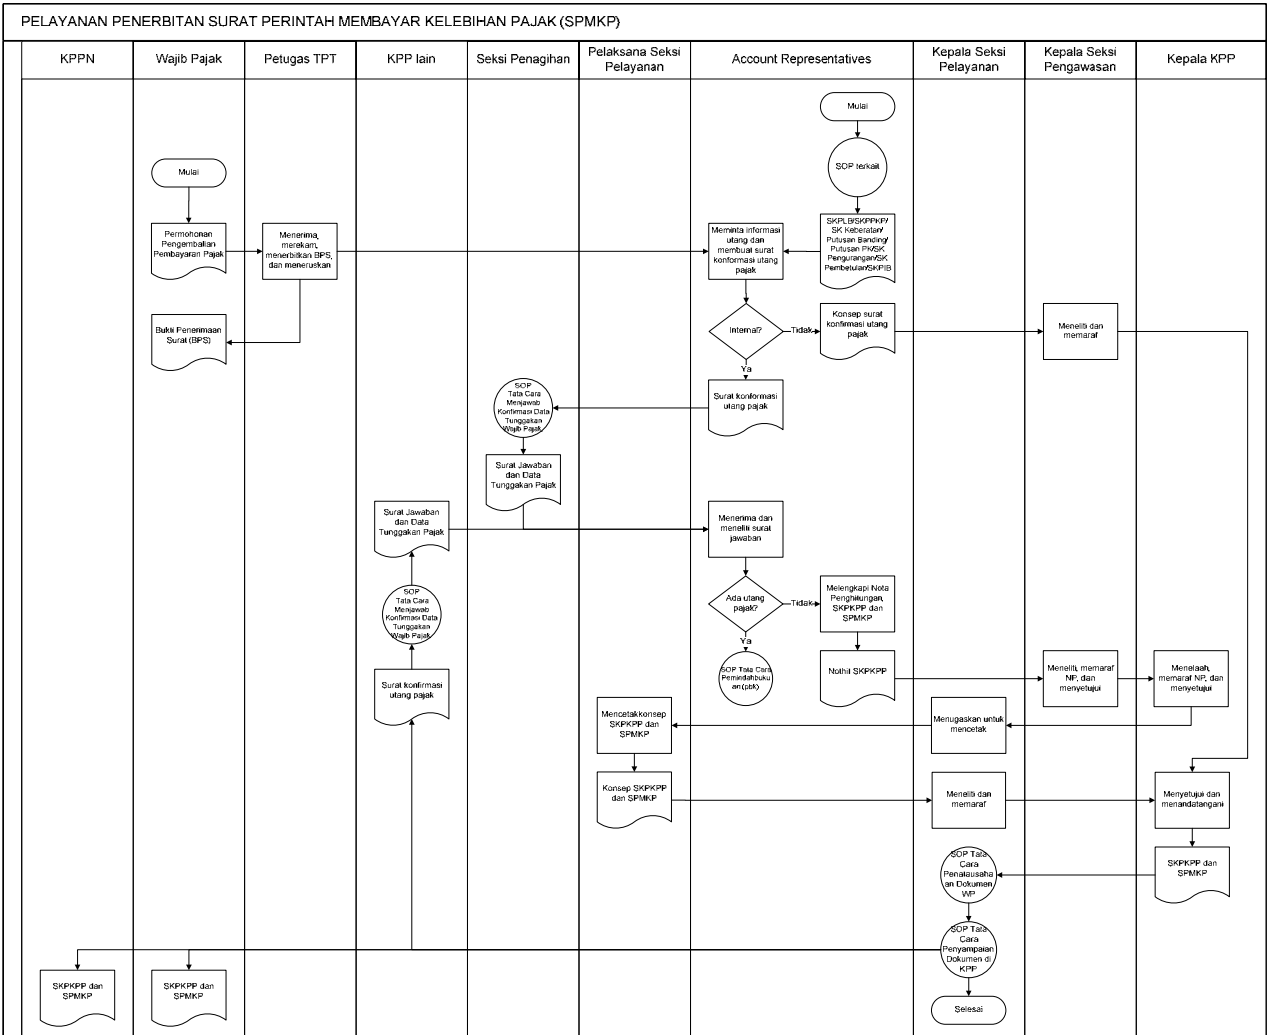 PELAYANAN PENERBITAN SURAT PERINTAH MEMBAYAR KELEBIHAN PAJAK (SPMKP)
KPPN
Wajib Pajak
Petugas TPT
KPP lain
Seksi Penagihan
Pelaksana Seksi
Pelayanan
Account Representatives
Kepala Seksi
Pelayanan
Kepala Seksi
Pengawasan
Kepala KPP
Mulai
SOP terkait
Mulai
Permohonan
Pengembalian
Pembayaran Pajak
Menerima,
merekam,
menerbitkan BPS,
dan meneruskan
Meminta informasi
utang dan
membuat surat
konformasi utang
pajak
SKPLB/SKPPKP/
SK Keberatan/
Putusan Banding/
Putusan PK/SK
Pengurangan/SK
Pembetulan/SKPIB
Bukti Penerimaan
Surat (BPS)
Internal?
Tidak
Konsep surat
konfirmasi utang
pajak
Meneliti dan
memaraf
Ya
Surat konformasi
utang pajak
SOP
Tata Cara
Menjawab
Konfirmasi Data
Tunggakan
Wajib Pajak
Surat Jawaban
dan Data
Tunggakan Pajak
Surat Jawaban
dan Data
Tunggakan Pajak
Menerima dan
meneliti surat
jawaban
SOP
Tata Cara
Menjawab
Konfirmasi Data
Tunggakan
Wajib Pajak
Ada utang
pajak?
Tidak
Melengkapi Nota
Penghitungan,
SKPKPP dan
SPMKP
Ya
SOP Tata Cara
Pemindahbuku
an (pbk)
Nothit SKPKPP
Meneliti, memaraf
NP, dan
menyetujui
Menelaah,
memaraf NP, dan
menyetujui
Surat konfirmasi
utang pajak
Mencetakkonsep
SKPKPP dan
SPMKP
Menugaskan untuk
mencetak
Konsep SKPKPP
dan SPMKP
Meneliti dan
memaraf
Menyetujui dan
menandatangani
SOP Tata
Cara
Penatausaha
an Dokumen
WP
SKPKPP dan
SPMKP
SOP Tata
Cara
Penyampaian
Dokumen di
KPP
SKPKPP dan
SPMKP
SKPKPP dan
SPMKP
Selesai